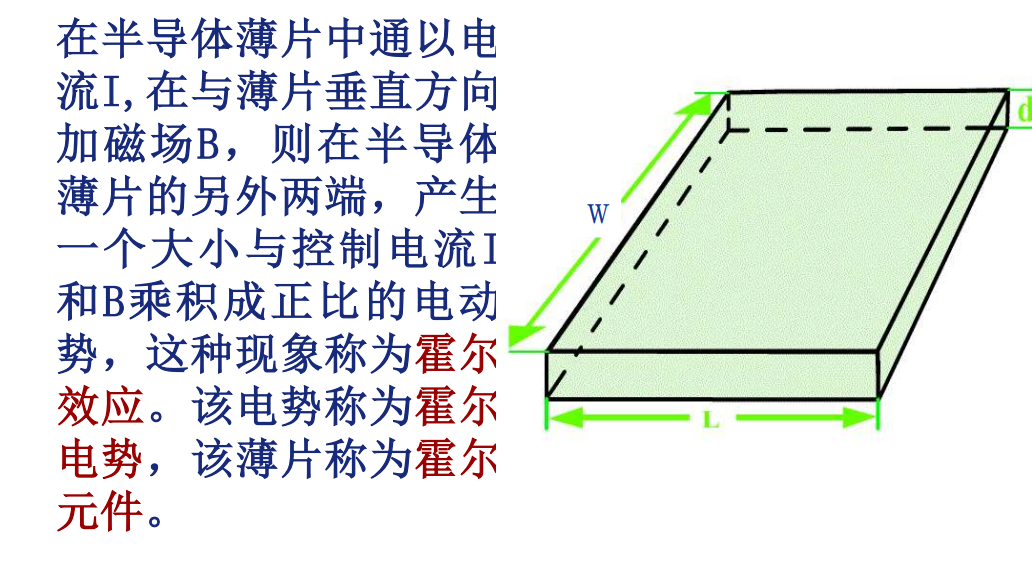 在半导体薄片中通以电
流I,在与薄片垂直方向
加磁场B，则在半导体
薄片的另外两端，产生
一个大小与控制电流I
和B乘积成正比的电动
势，这种现象称为霍尔
效应。该电势称为霍尔
电势，该薄片称为霍尔
元件。
d
W
L